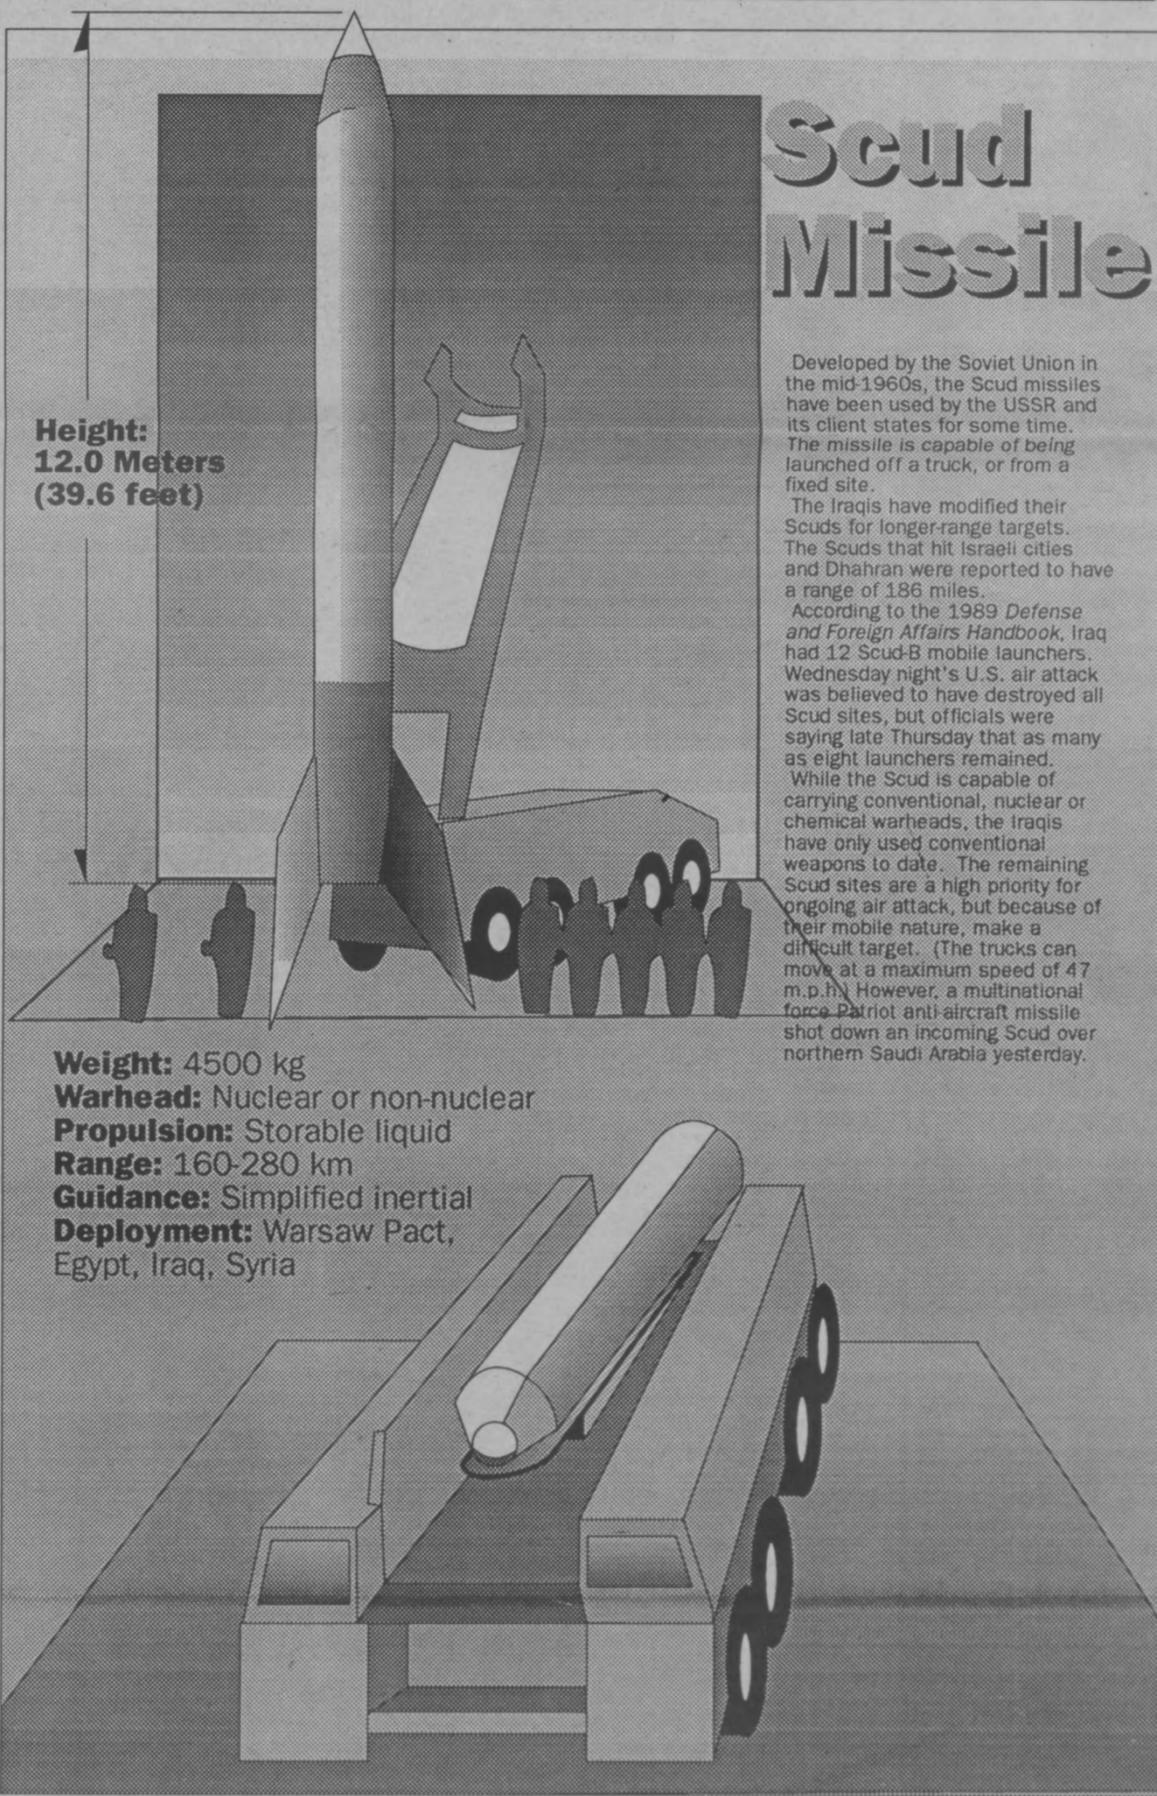 Scud
Missile
Height:
12.0 Meters
(39.6 feet)
Developed by the Soviet Union in
the mid-1960s, the Scud missiles
have been used by the USSR and
its client states for some time.
The missile is capable of being
launched off a truck, or from a
fixed site.
The Iraqis have modified their
Scuds for longer-range targets.
The Scuds that hit Israeli cities
and Dhahran were reported to have
a range of 186 miles.
According to the 1989 Defense
and Foreign Affairs Handbook, Iraq
had 12 Scud-B mobile launchers.
Wednesday night's U.S. air attack
was believed to have destroyed all
Scud sites, but officials were
saying late Thursday that as many
as eight launchers remained.
While the Scud is capable of
carrying conventional, nuclear or
chemical warheads, the Iraqis
have only used conventional
weapons to date. The remaining
Scud sites are a high priority for
ongoing air attack, but because of
their mobile nature, make a
difficult target. (The trucks can
move at a maximum speed of 47
m.p.h.) However, a multinational
force Patriot anti-aircraft missile
shot down an incoming Scud over
northern Saudi Arabia yesterday.
Weight: 4500 kg
Warhead: Nuclear or non-nuclear
Propulsion: Storable liquid
Range: 160-280 km
Guidance: Simplified inertial
Deployment: Warsaw Pact,
Egypt, Iraq, Syria